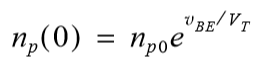 n_p(0) = n_{p0}e^{v_{BE}/V_T}